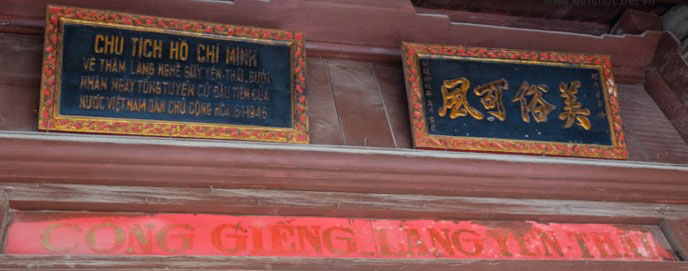 CHỦ TỊCH HỒ CHÍ MINH
VỀ THĂM LÀNG NGHỀ GIẤY YÊN THÁI, BUỔI
NHÂN NGÀY TỔNG TUYỂN CỬ ĐẦU TIÊN CỦA
NƯỚC VIỆT NAM DÂN CHỦ CỘNG HÒA 6-1-1946
風可俗美
CỔNG GIẾNG LÀNG YÊN THÁI